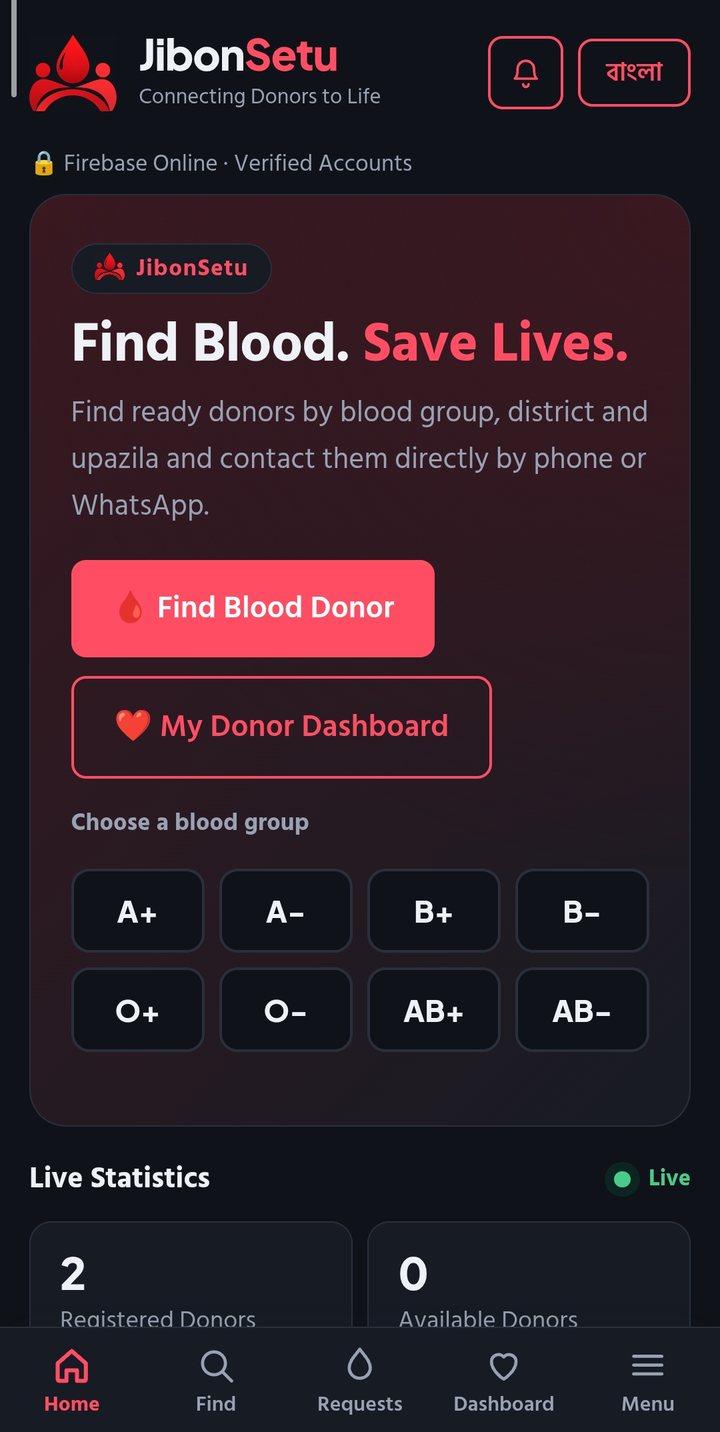 JibonSetu
Connecting Donors to Life
বাংলা
🔒 Firebase Online · Verified Accounts
JibonSetu
Find Blood. Save Lives.
Find ready donors by blood group, district and
upazila and contact them directly by phone or
WhatsApp.
🩸 Find Blood Donor
❤️ My Donor Dashboard
Choose a blood group
A+ A− B+ B−
O+ O− AB+ AB−
Live Statistics
Live
2 0
Registered Donors Available Donors
Home Find Requests Dashboard Menu